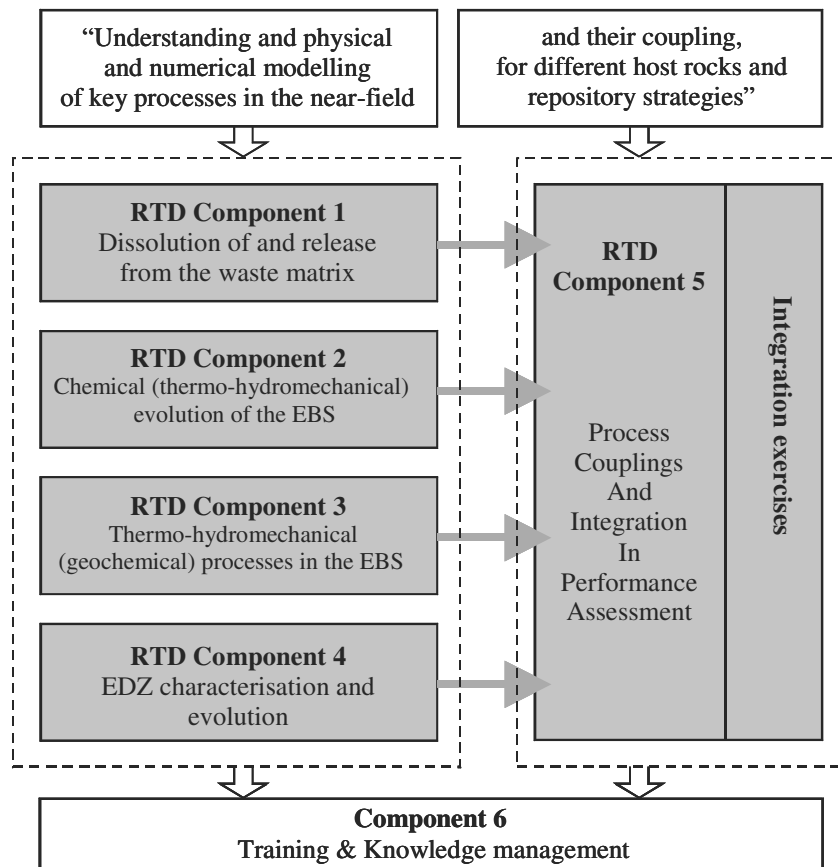 “Understanding and physical
and numerical modelling
of key processes in the near-field
and their coupling,
for different host rocks and
repository strategies”
RTD Component 1
Dissolution of and release
from the waste matrix
RTD Component 2
Chemical (thermo-hydromechanical)
evolution of the EBS
RTD Component 3
Thermo-hydromechanical
(geochemical) processes in the EBS
RTD Component 4
EDZ characterisation and
evolution
RTD
Component 5
Process
Couplings
And
Integration
In
Performance
Assessment
Integration exercises
Component 6
Training & Knowledge management